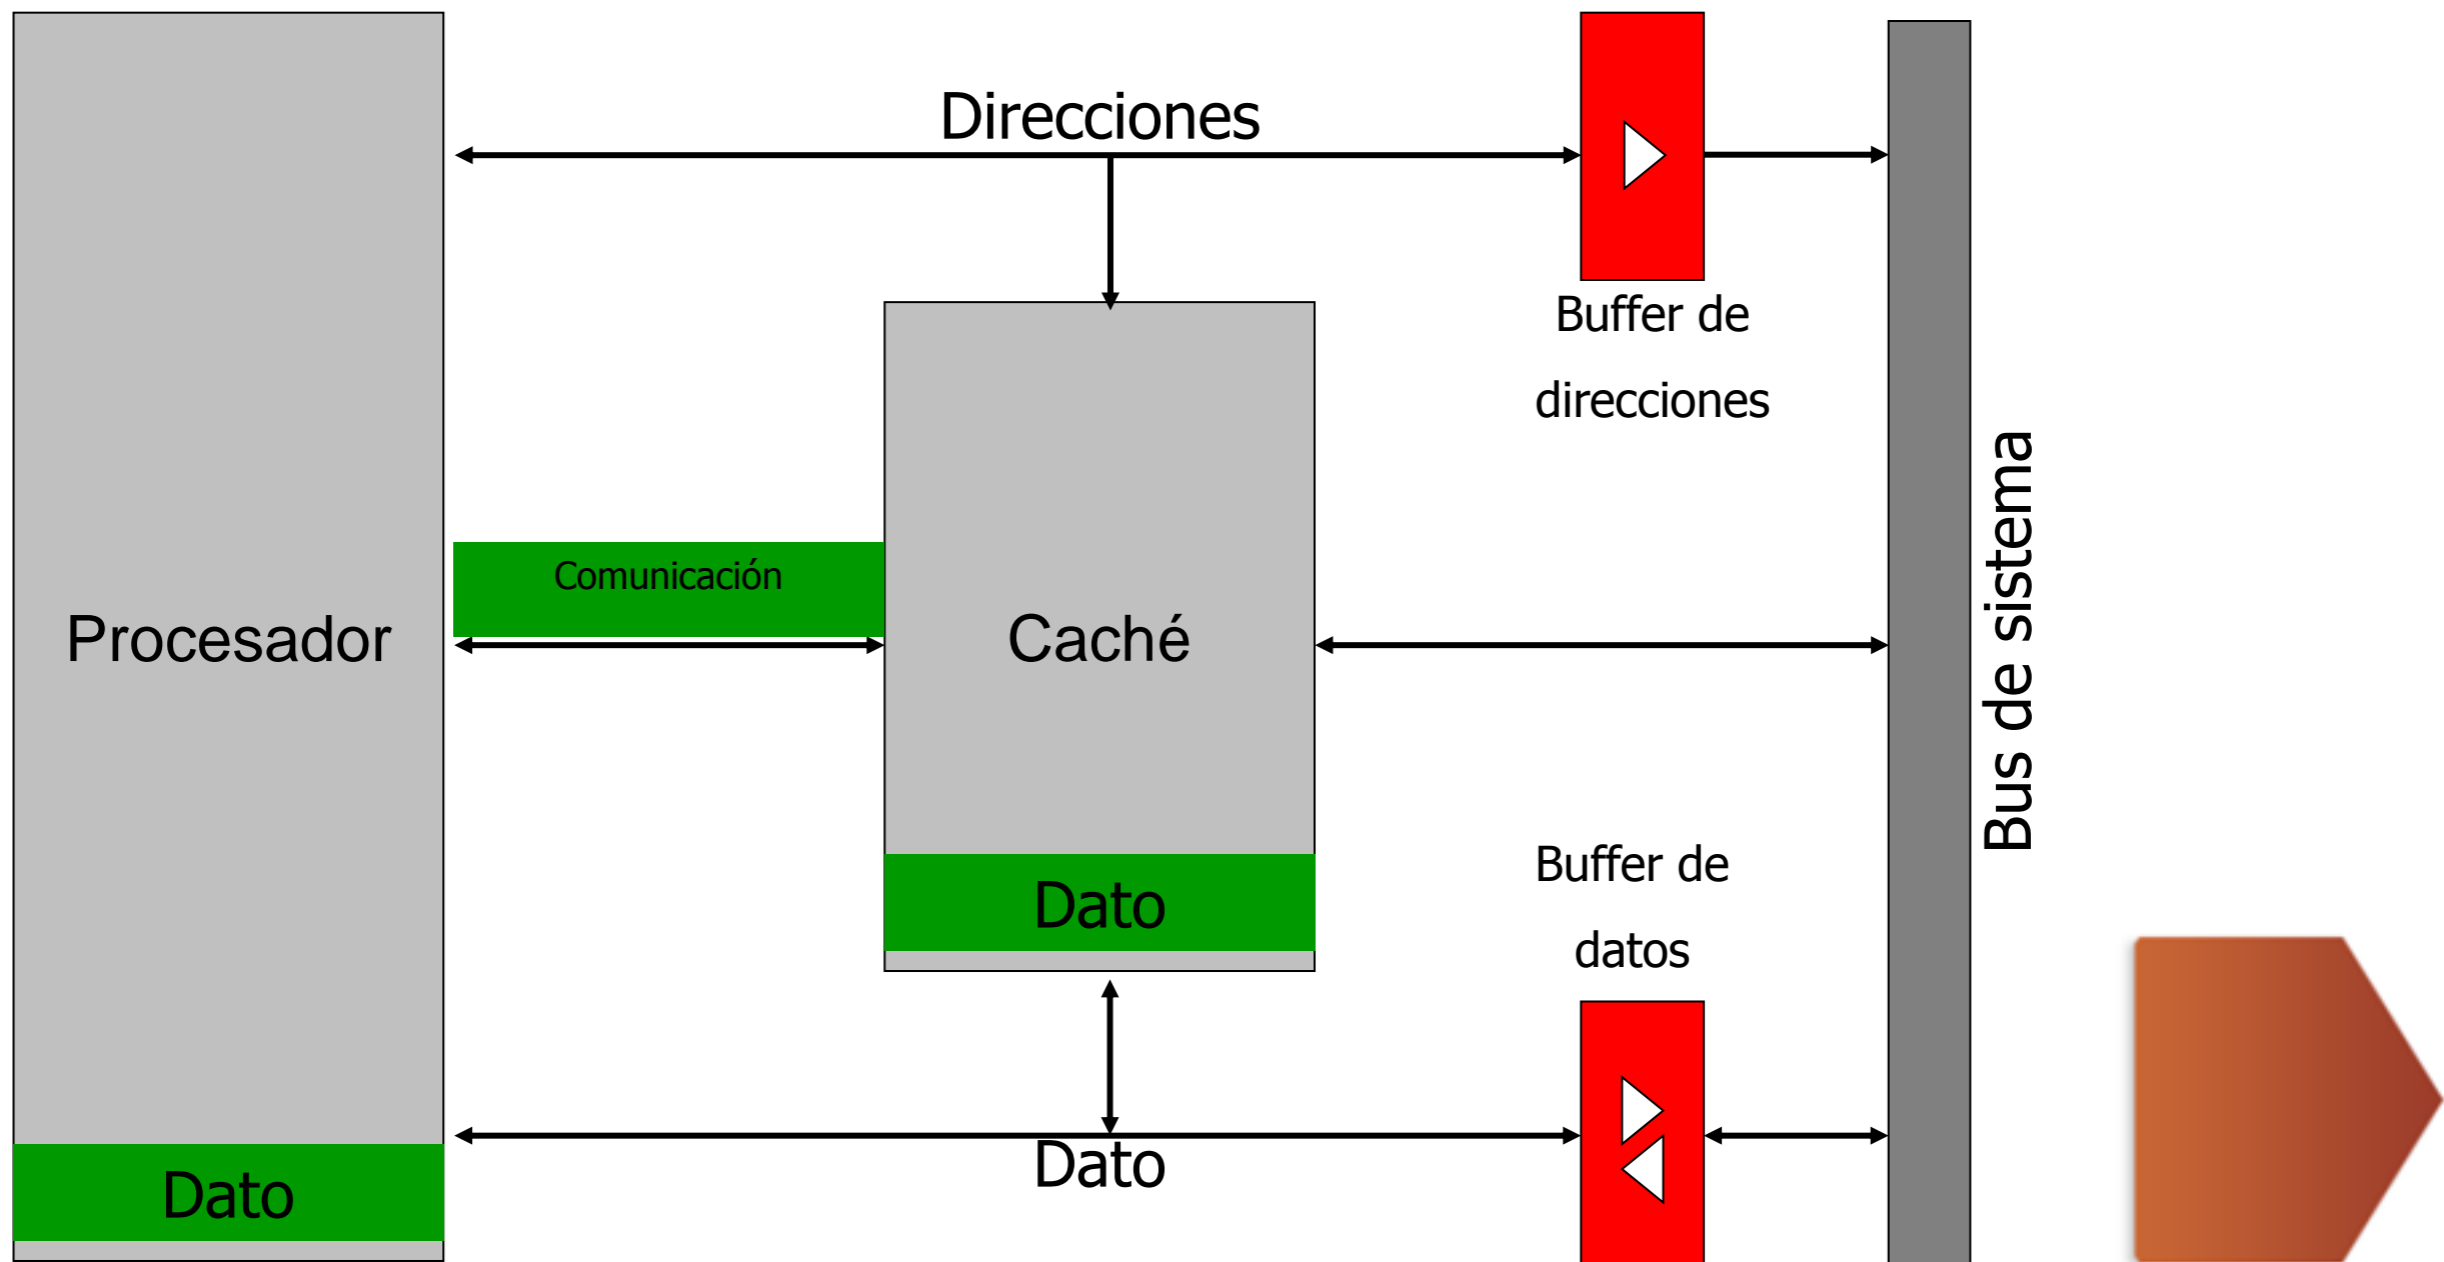 Direcciones
Buffer de
direcciones
Comunicación
Procesador
Caché
Bus de sistema
Buffer de
datos
Dato
Dato
Dato